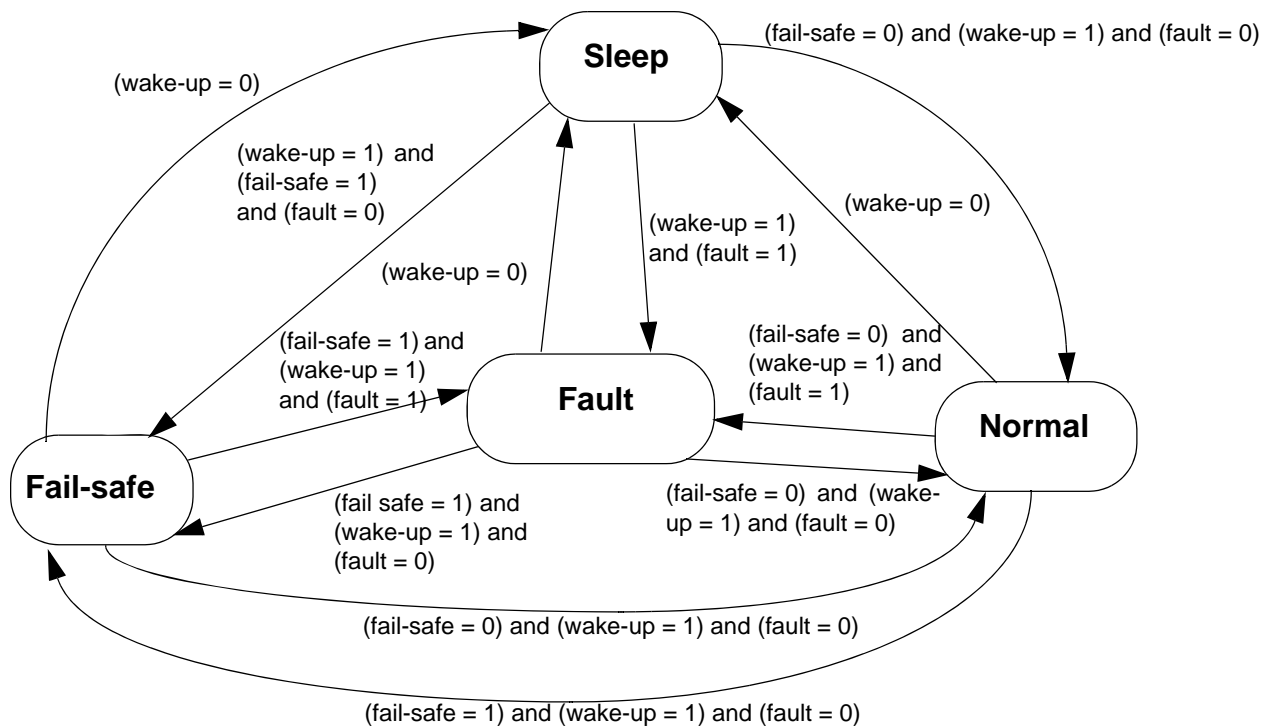 Sleep
(fail-safe = 0) and (wake-up = 1) and (fault = 0)
(wake-up = 0)
(wake-up = 1) and
(fail-safe = 1)
and (fault = 0)
(wake-up = 0)
(wake-up = 1)
and (fault = 1)
(wake-up = 0)
(fail-safe = 1) and
(wake-up = 1)
and (fault = 1)
(fail-safe = 0) and
(wake-up = 1) and
(fault = 1)
Fault
Normal
Fail-safe
(fail safe = 1) and
(wake-up = 1) and
(fault = 0)
(fail-safe = 0) and (wake-
up = 1) and (fault = 0)
(fail-safe = 0) and (wake-up = 1) and (fault = 0)
(fail-safe = 1) and (wake-up = 1) and (fault = 0)